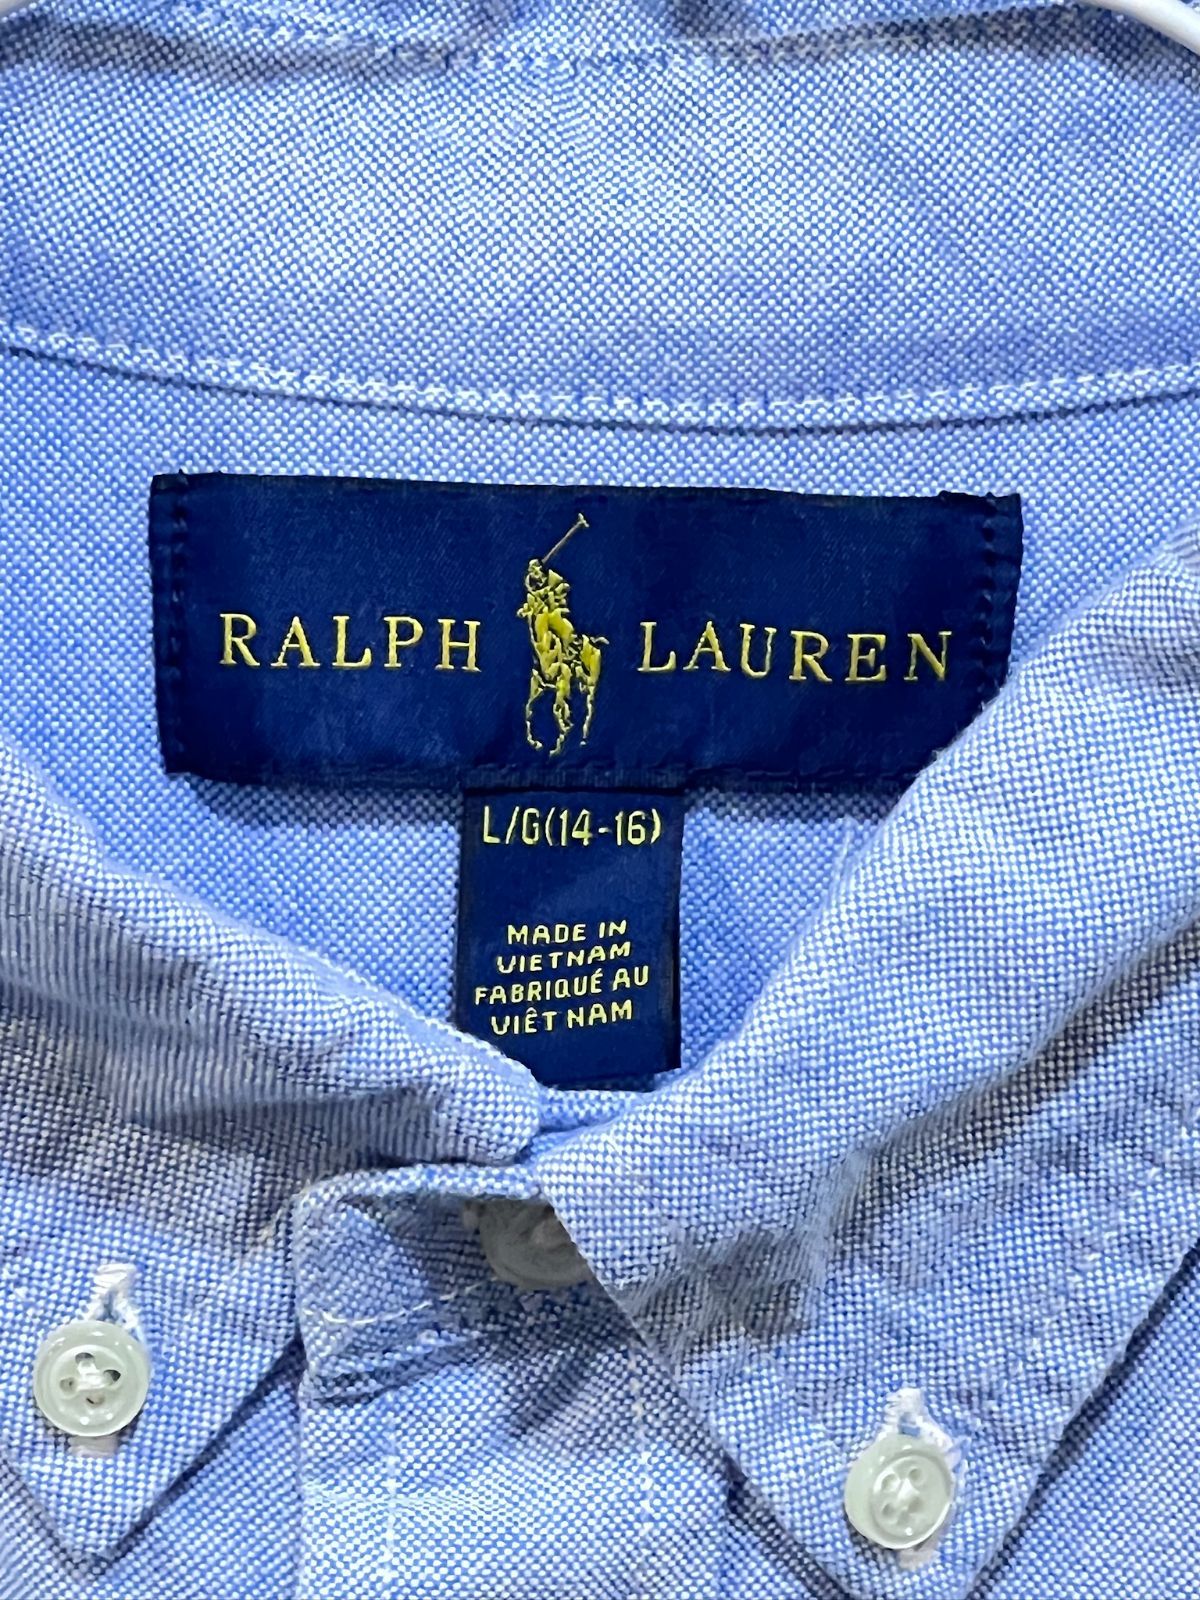 RALPH LAUREN
L/G(14-16)
MADE IN
VIETNAM
FABRIQUÉ AU
VIÊT NAM